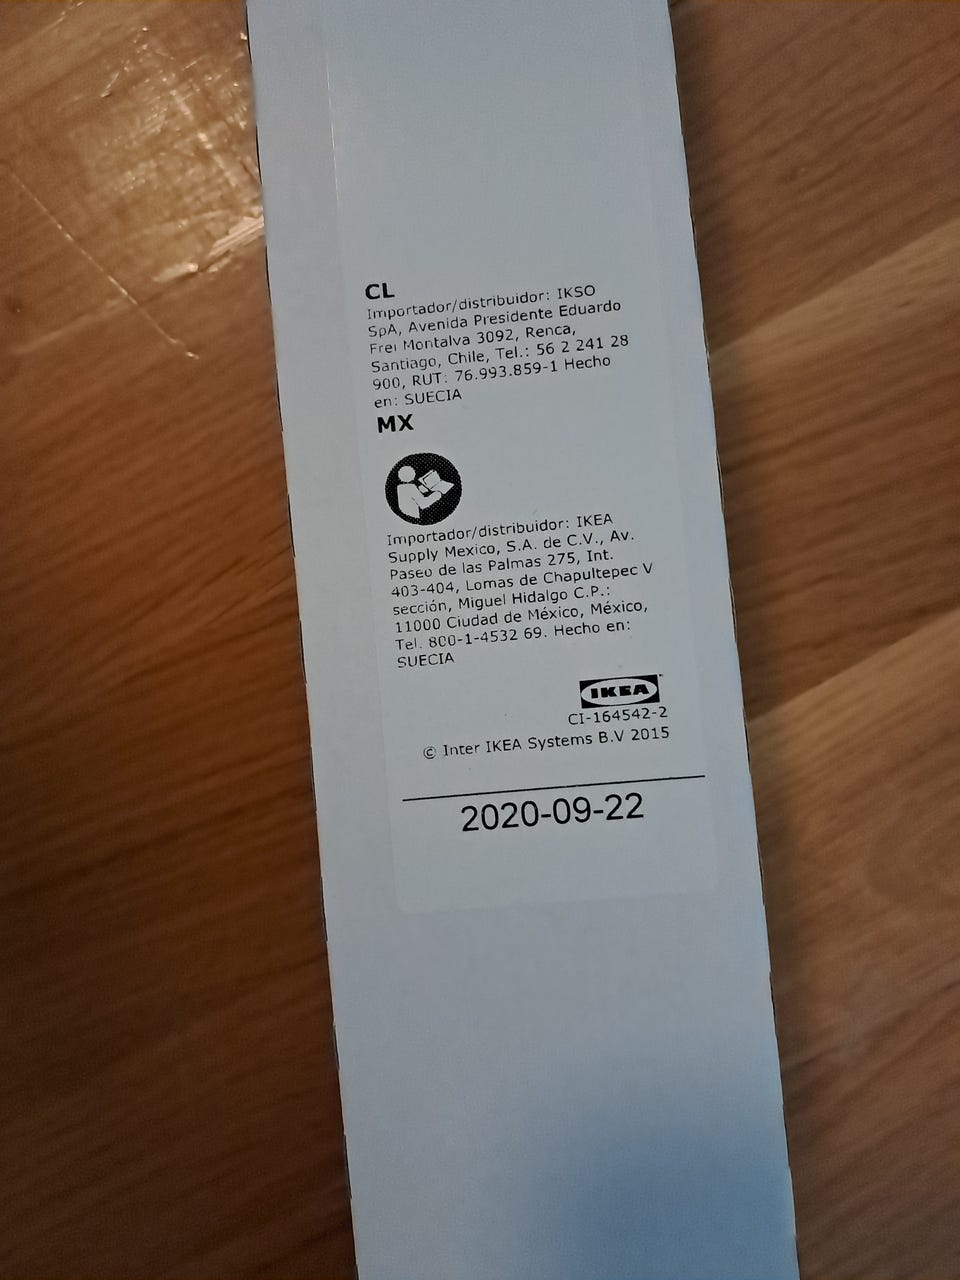 CL
Importador/distribuidor: IKSO
SpA, Avenida Presidente Eduardo
Frei Montalva 3092, Renca,
Santiago, Chile, Tel.: 56 2 241 28
900, RUT: 76.993.859-1 Hecho
en: SUECIA
MX
Importador/distribuidor: IKEA
Supply Mexico, S.A. de C.V., Av.
Paseo de las Palmas 275, Int.
403-404, Lomas de Chapultepec V
sección, Miguel Hidalgo C.P.:
11000 Ciudad de México, México,
Tel. 800-1-4532 69. Hecho en:
SUECIA
IKEA
CI-164542-2
© Inter IKEA Systems B.V 2015
2020-09-22